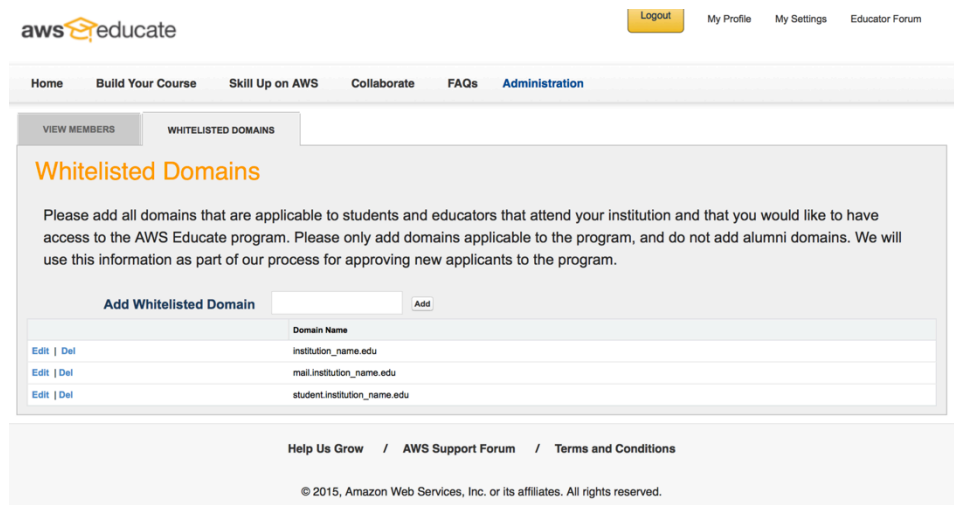 Logout My Profile My Settings Educator Forum
aws educate
Home Build Your Course Skill Up on AWS Collaborate FAQs Administration
VIEW MEMBERS WHITELISTED DOMAINS
Whitelisted Domains
Please add all domains that are applicable to students and educators that attend your institution and that you would like to have
access to the AWS Educate program. Please only add domains applicable to the program, and do not add alumni domains. We will
use this information as part of our process for approving new applicants to the program.
Add Whitelisted Domain Add
Domain Name
Edit | Del institution_name.edu
Edit | Del mail.institution_name.edu
Edit | Del student.institution_name.edu
Help Us Grow / AWS Support Forum / Terms and Conditions
© 2015, Amazon Web Services, Inc. or its affiliates. All rights reserved.